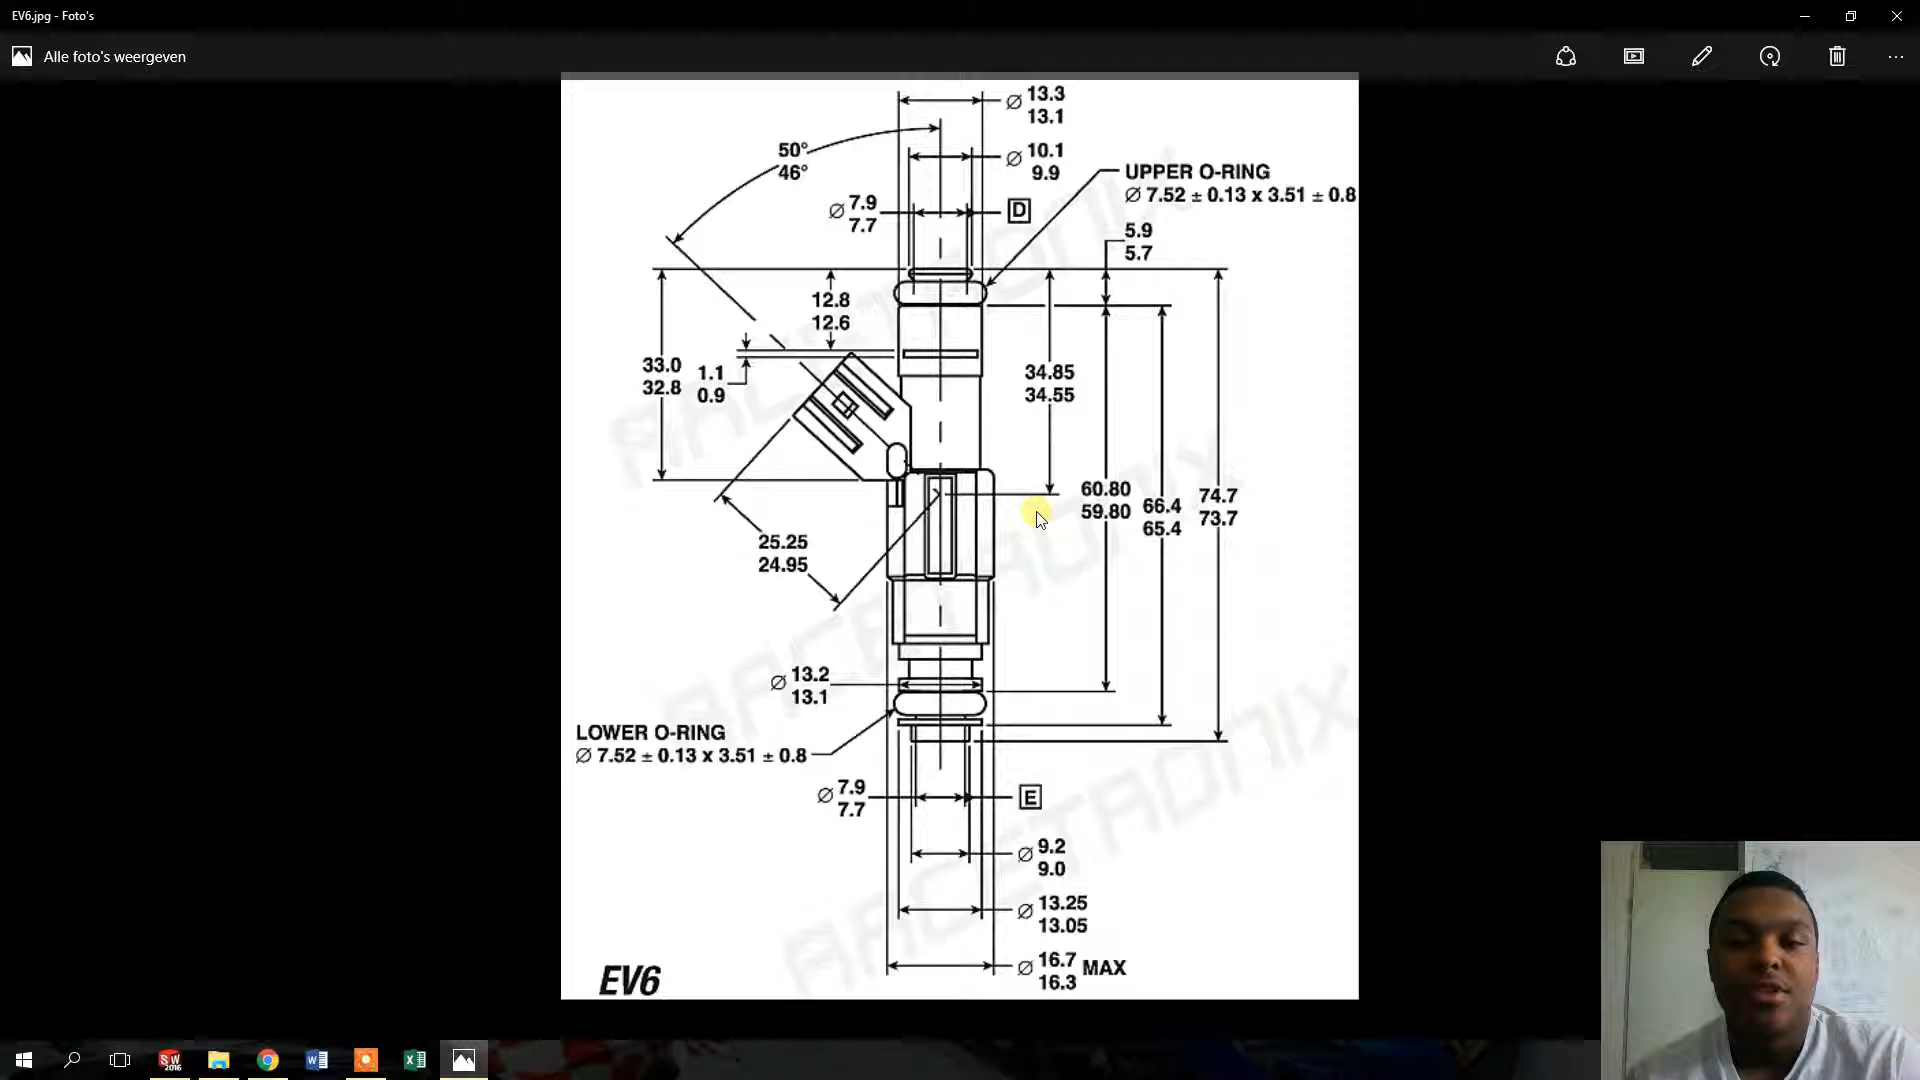 EV6.jpg - Foto's
Alle foto's weergeven
Ø 13.3
13.1
50°
46°
Ø 10.1
9.9
UPPER O-RING
Ø 7.52 ± 0.13 x 3.51 ± 0.8
Ø 7.9
7.7
D
5.9
5.7
12.8
12.6
33.0
32.8
1.1
0.9
34.85
34.55
60.80
59.80
66.4
65.4
74.7
73.7
25.25
24.95
Ø 13.2
13.1
LOWER O-RING
Ø 7.52 ± 0.13 x 3.51 ± 0.8
Ø 7.9
7.7
E
Ø 9.2
9.0
Ø 13.25
13.05
Ø 16.7 MAX
16.3
EV6
RACETRONIX
RACETRONIX
RACETRONIX
SW
2016